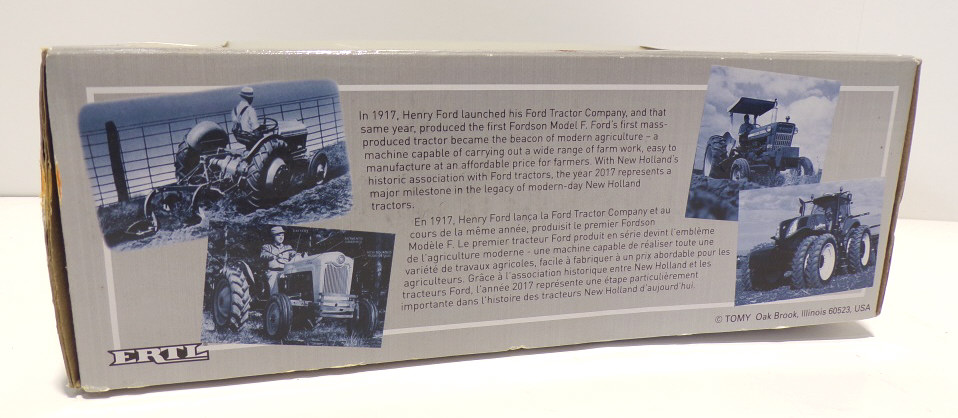 In 1917, Henry Ford launched his Ford Tractor Company, and that
same year, produced the first Fordson Model F. Ford's first mass-
produced tractor became the beacon of modern agriculture – a
machine capable of carrying out a wide range of farm work, easy to
manufacture at an affordable price for farmers. With New Holland's
historic association with Ford tractors, the year 2017 represents a
major milestone in the legacy of modern-day New Holland
tractors.
En 1917, Henry Ford lança la Ford Tractor Company et au
cours de la même année, produisit le premier Fordson
Modèle F. Le premier tracteur Ford produit en série devint l'emblème
de l'agriculture moderne - une machine capable de réaliser toute une
variété de travaux agricoles, facile à fabriquer à un prix abordable pour les
agriculteurs. Grâce à l'association historique entre New Holland et les
tracteurs Ford, l'année 2017 représente une étape particulièrement
importante dans l'histoire des tracteurs New Holland d'aujourd'hui.
© TOMY Oak Brook, Illinois 60523, USA
ERTL